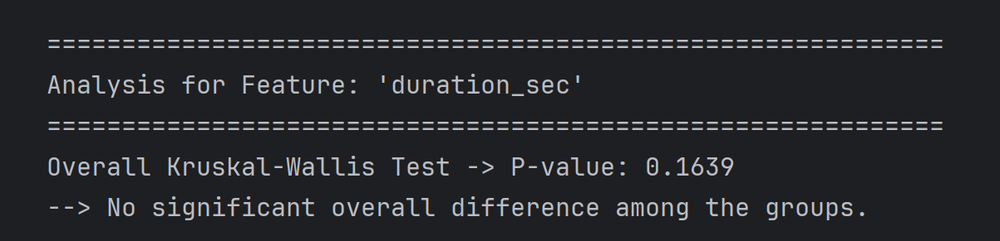 ============================================================
Analysis for Feature: 'duration_sec'
============================================================
Overall Kruskal-Wallis Test -> P-value: 0.1639
--> No significant overall difference among the groups.